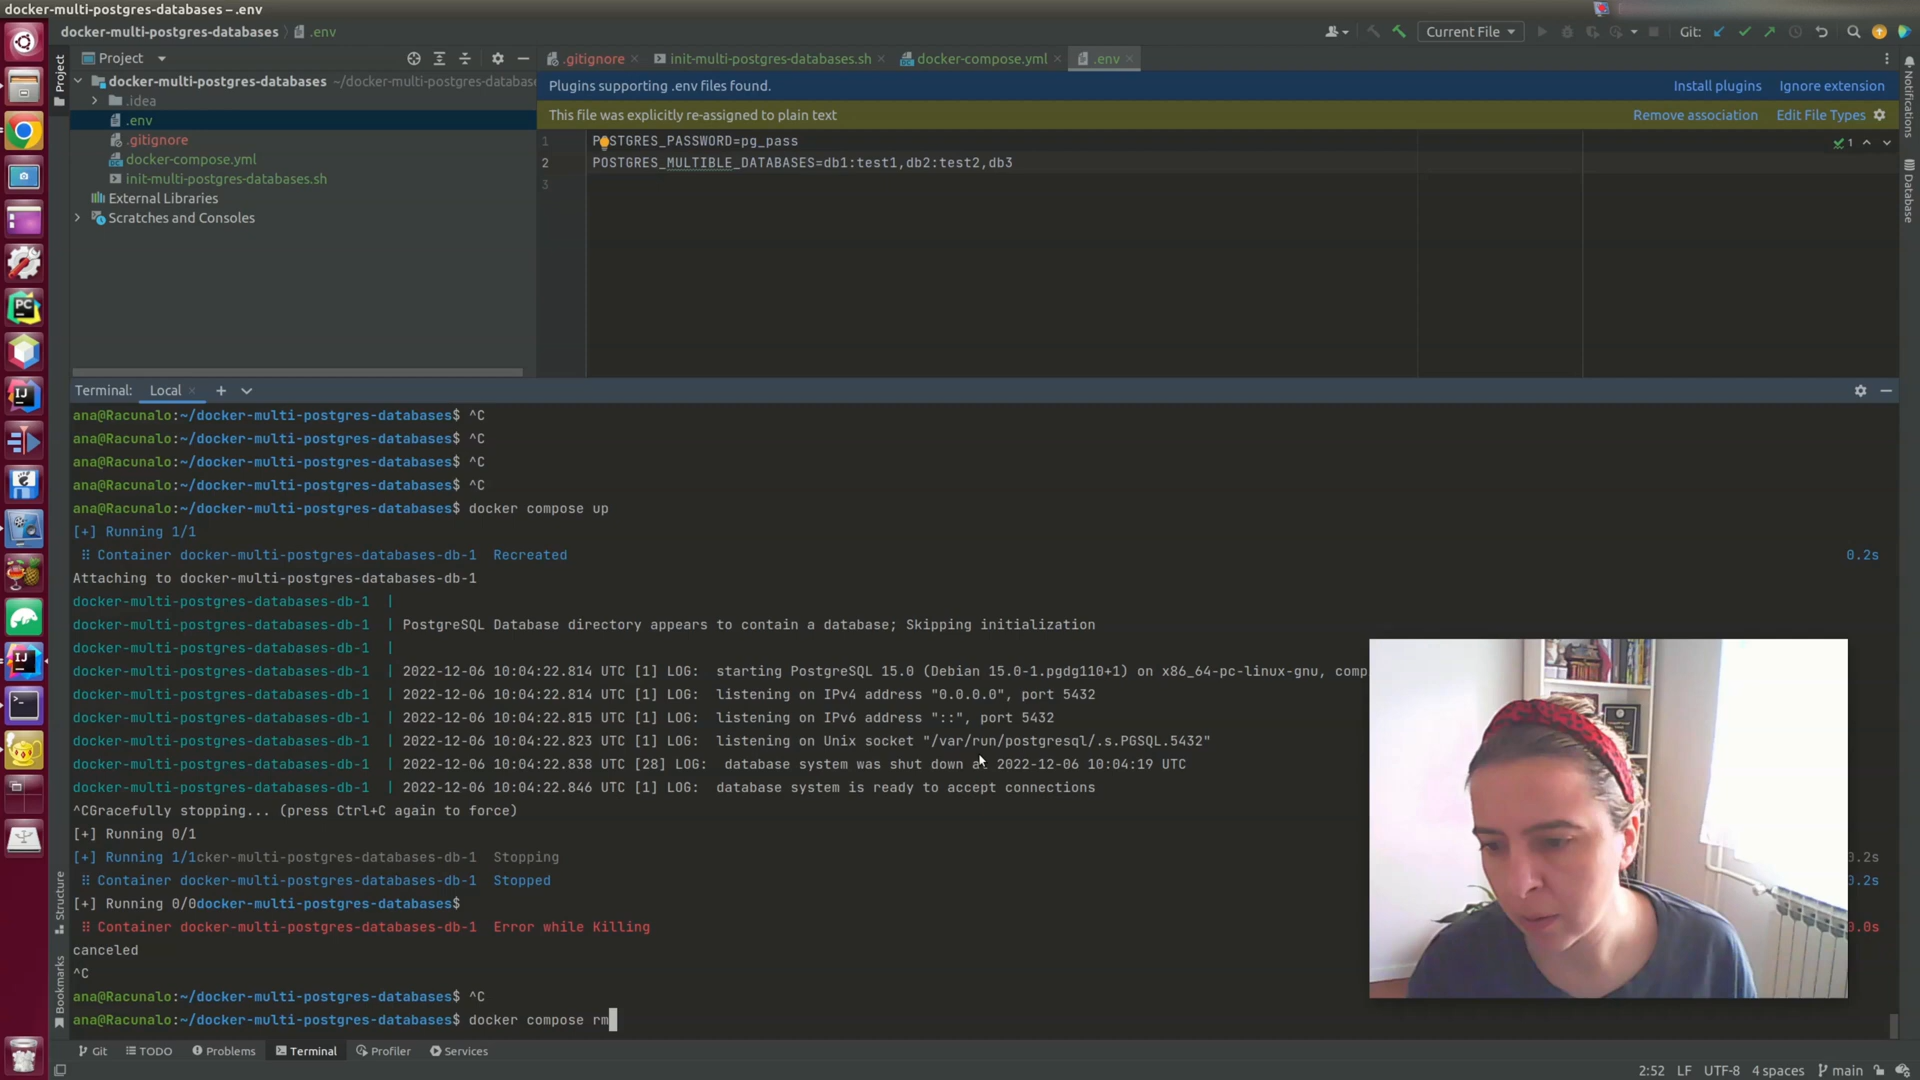 docker-multi-postgres-databases – .env
docker-multi-postgres-databases .env
Current File
Git:
Project
.gitignore
init-multi-postgres-databases.sh
docker-compose.yml
.env
docker-multi-postgres-databases ~/docker-multi-postgres-databases
.idea
.env
.gitignore
docker-compose.yml
init-multi-postgres-databases.sh
External Libraries
Scratches and Consoles
Plugins supporting .env files found.
Install plugins
Ignore extension
This file was explicitly re-assigned to plain text
Remove association
Edit File Types
1 POSTGRES_PASSWORD=pg_pass
2 POSTGRES_MULTIBLE_DATABASES=db1:test1,db2:test2,db3
3
1
Project
Notifications
Database
Terminal:
Local
ana@Racunalo:~/docker-multi-postgres-databases$ ^C
ana@Racunalo:~/docker-multi-postgres-databases$ ^C
ana@Racunalo:~/docker-multi-postgres-databases$ ^C
ana@Racunalo:~/docker-multi-postgres-databases$ ^C
ana@Racunalo:~/docker-multi-postgres-databases$ docker compose up
[+] Running 1/1
⠿ Container docker-multi-postgres-databases-db-1 Recreated 0.2s
Attaching to docker-multi-postgres-databases-db-1
docker-multi-postgres-databases-db-1 |
docker-multi-postgres-databases-db-1 | PostgreSQL Database directory appears to contain a database; Skipping initialization
docker-multi-postgres-databases-db-1 |
docker-multi-postgres-databases-db-1 | 2022-12-06 10:04:22.814 UTC [1] LOG: starting PostgreSQL 15.0 (Debian 15.0-1.pgdg110+1) on x86_64-pc-linux-gnu, comp
docker-multi-postgres-databases-db-1 | 2022-12-06 10:04:22.814 UTC [1] LOG: listening on IPv4 address "0.0.0.0", port 5432
docker-multi-postgres-databases-db-1 | 2022-12-06 10:04:22.815 UTC [1] LOG: listening on IPv6 address "::", port 5432
docker-multi-postgres-databases-db-1 | 2022-12-06 10:04:22.823 UTC [1] LOG: listening on Unix socket "/var/run/postgresql/.s.PGSQL.5432"
docker-multi-postgres-databases-db-1 | 2022-12-06 10:04:22.838 UTC [28] LOG: database system was shut down at 2022-12-06 10:04:19 UTC
docker-multi-postgres-databases-db-1 | 2022-12-06 10:04:22.846 UTC [1] LOG: database system is ready to accept connections
^CGracefully stopping... (press Ctrl+C again to force)
[+] Running 0/1
[+] Running 1/1cker-multi-postgres-databases-db-1 Stopping 0.2s
⠿ Container docker-multi-postgres-databases-db-1 Stopped 0.2s
[+] Running 0/0docker-multi-postgres-databases$
⠿ Container docker-multi-postgres-databases-db-1 Error while Killing 0.0s
canceled
^C
ana@Racunalo:~/docker-multi-postgres-databases$ ^C
ana@Racunalo:~/docker-multi-postgres-databases$ docker compose rm
Structure
Bookmarks
Git
TODO
Problems
Terminal
Profiler
Services
2:52 LF UTF-8 4 spaces main